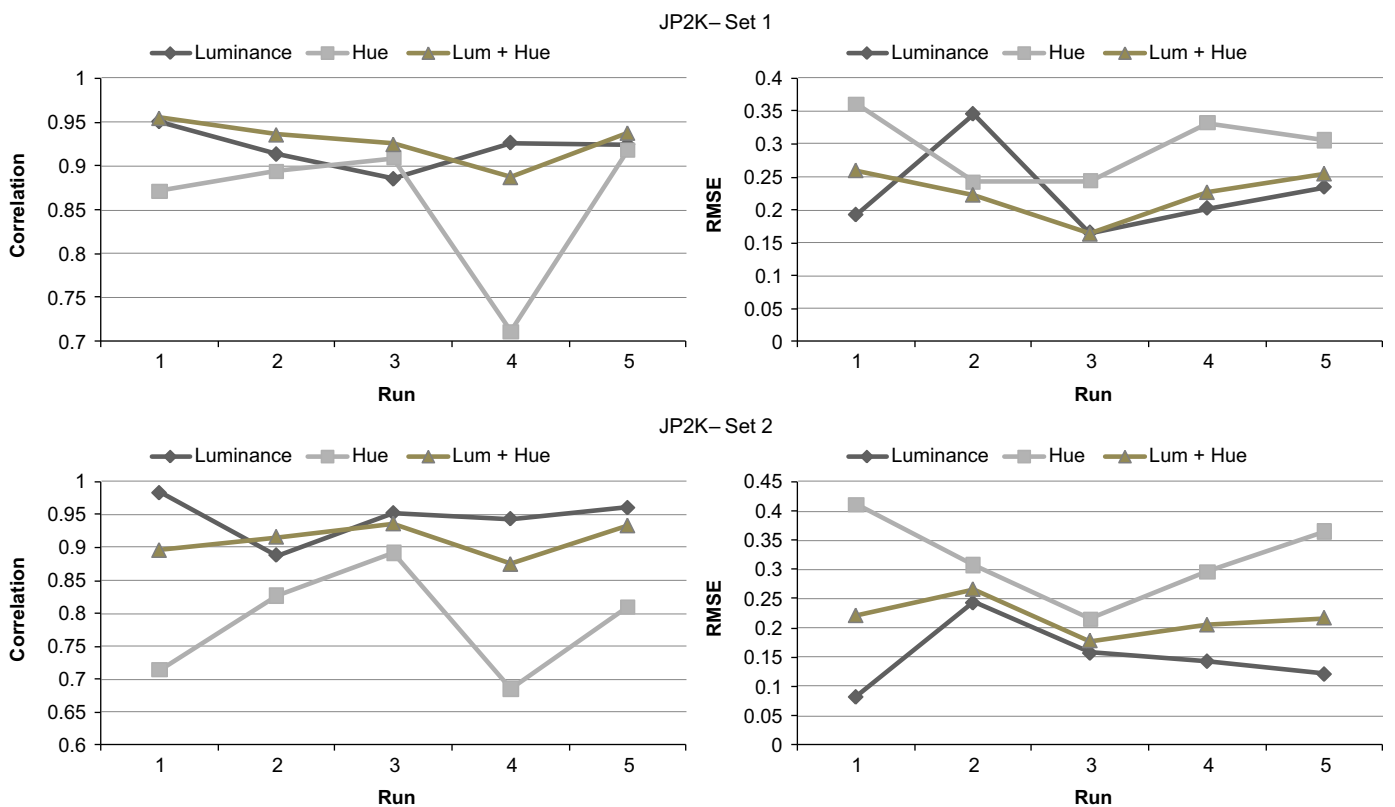 JP2K– Set 1
Luminance Hue Lum + Hue
1
0.95
0.9
0.85
0.8
0.75
0.7
Correlation
1 2 3 4 5
Run
Luminance Hue Lum + Hue
0.4
0.35
0.3
0.25
0.2
0.15
0.1
0.05
0
RMSE
1 2 3 4 5
Run
JP2K– Set 2
Luminance Hue Lum + Hue
1
0.95
0.9
0.85
0.8
0.75
0.7
0.65
0.6
Correlation
1 2 3 4 5
Run
Luminance Hue Lum + Hue
0.45
0.4
0.35
0.3
0.25
0.2
0.15
0.1
0.05
0
RMSE
1 2 3 4 5
Run